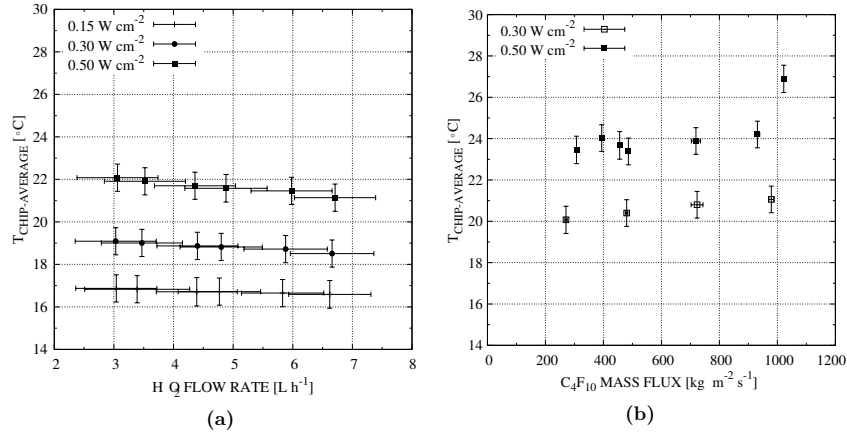 30
28
26
24
22
20
18
16
14
2 3 4 5 6 7 8
T_CHIP-AVERAGE [°C]
H O₂ FLOW RATE [L h⁻¹]
0.15 W cm⁻²
0.30 W cm⁻²
0.50 W cm⁻²
(a)
30
28
26
24
22
20
18
16
14
0 200 400 600 800 1000 1200
T_CHIP-AVERAGE [°C]
C₄F₁₀ MASS FLUX [kg m⁻² s⁻¹]
0.30 W cm⁻²
0.50 W cm⁻²
(b)